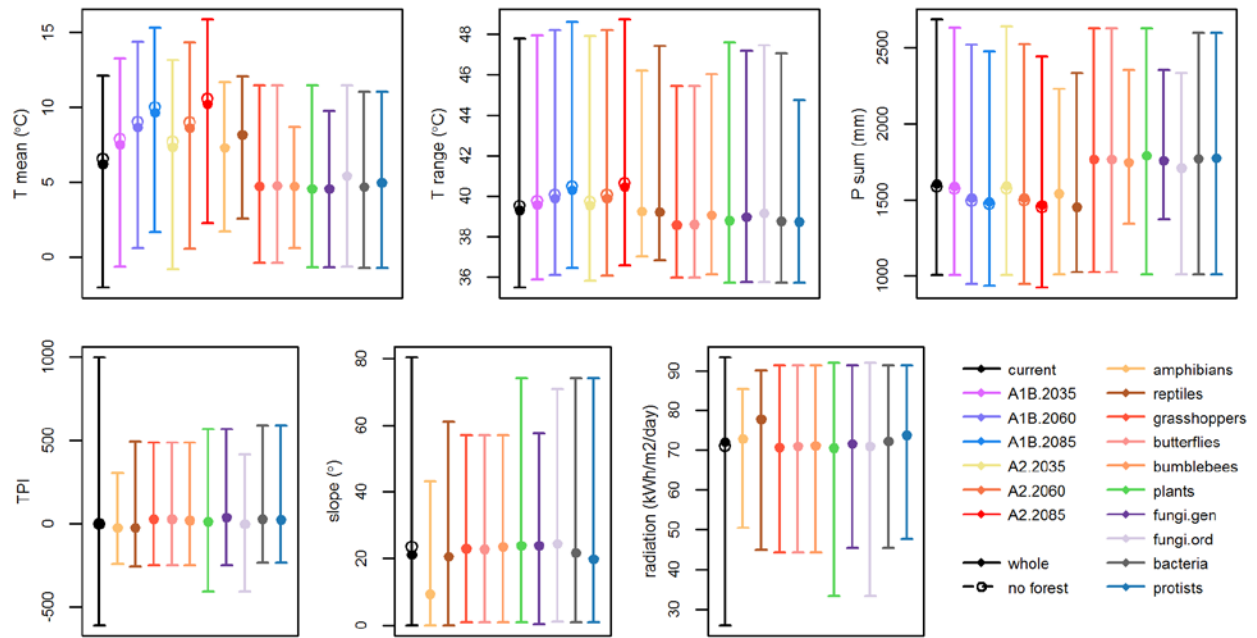 T mean (°C)
15
10
5
0
T range (°C)
48
46
44
42
40
38
36
P sum (mm)
2500
2000
1500
1000
TPI
1000
500
0
-500
slope (°)
80
60
40
20
0
radiation (kWh/m2/day)
90
80
70
60
50
40
30
current
A1B.2035
A1B.2060
A1B.2085
A2.2035
A2.2060
A2.2085
whole
no forest
amphibians
reptiles
grasshoppers
butterflies
bumblebees
plants
fungi.gen
fungi.ord
bacteria
protists